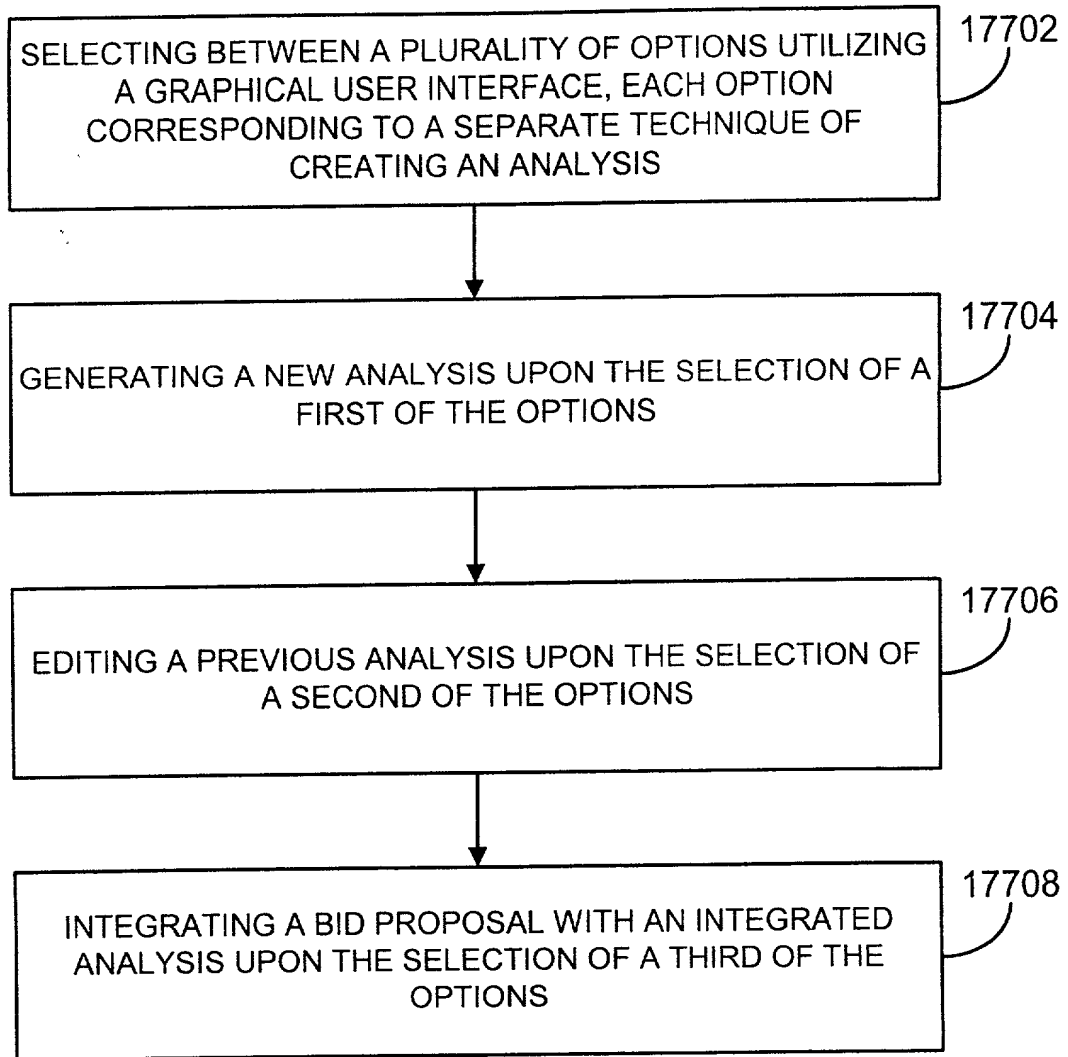 SELECTING BETWEEN A PLURALITY OF OPTIONS UTILIZING
A GRAPHICAL USER INTERFACE, EACH OPTION
CORRESPONDING TO A SEPARATE TECHNIQUE OF
CREATING AN ANALYSIS
17702
GENERATING A NEW ANALYSIS UPON THE SELECTION OF A
FIRST OF THE OPTIONS
17704
EDITING A PREVIOUS ANALYSIS UPON THE SELECTION OF
A SECOND OF THE OPTIONS
17706
INTEGRATING A BID PROPOSAL WITH AN INTEGRATED
ANALYSIS UPON THE SELECTION OF A THIRD OF THE
OPTIONS
17708